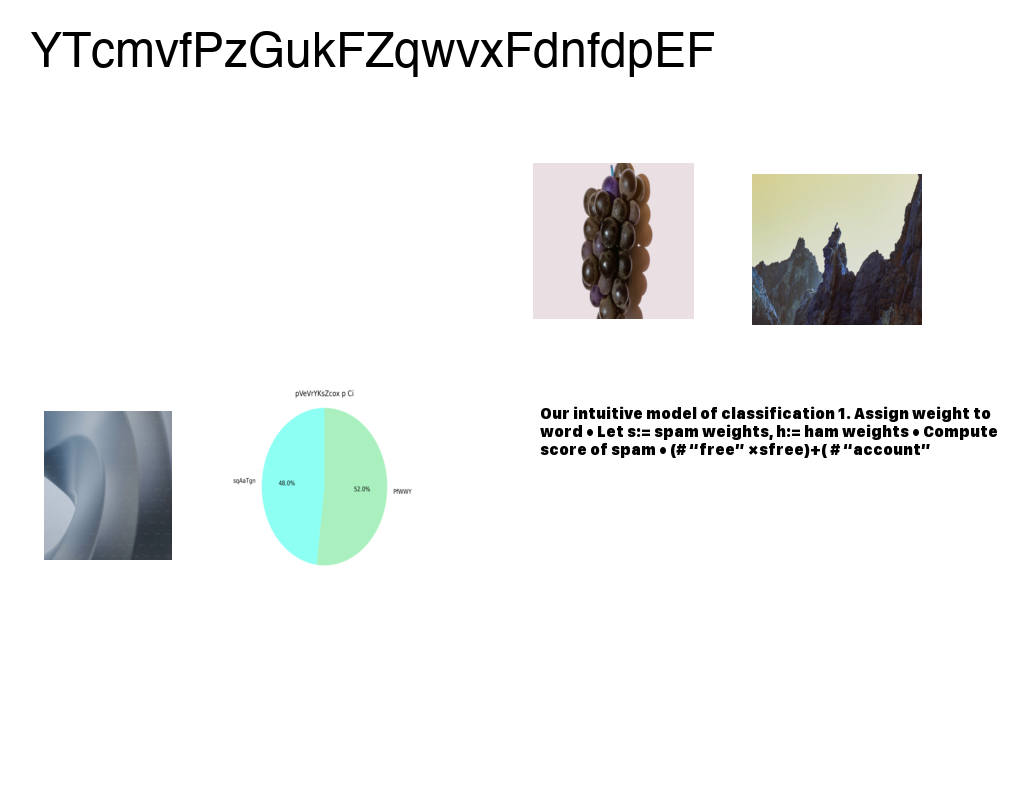 YTcmvfPzGukFZqwvxFdnfdpEF
pVeVrYKsZcox p Ci
sqAaTgn
48.0%
52.0%
PfWWY
Our intuitive model of classification 1. Assign weight to
word • Let s:= spam weights, h:= ham weights • Compute
score of spam • (# “free” ×sfree)+( # “account”